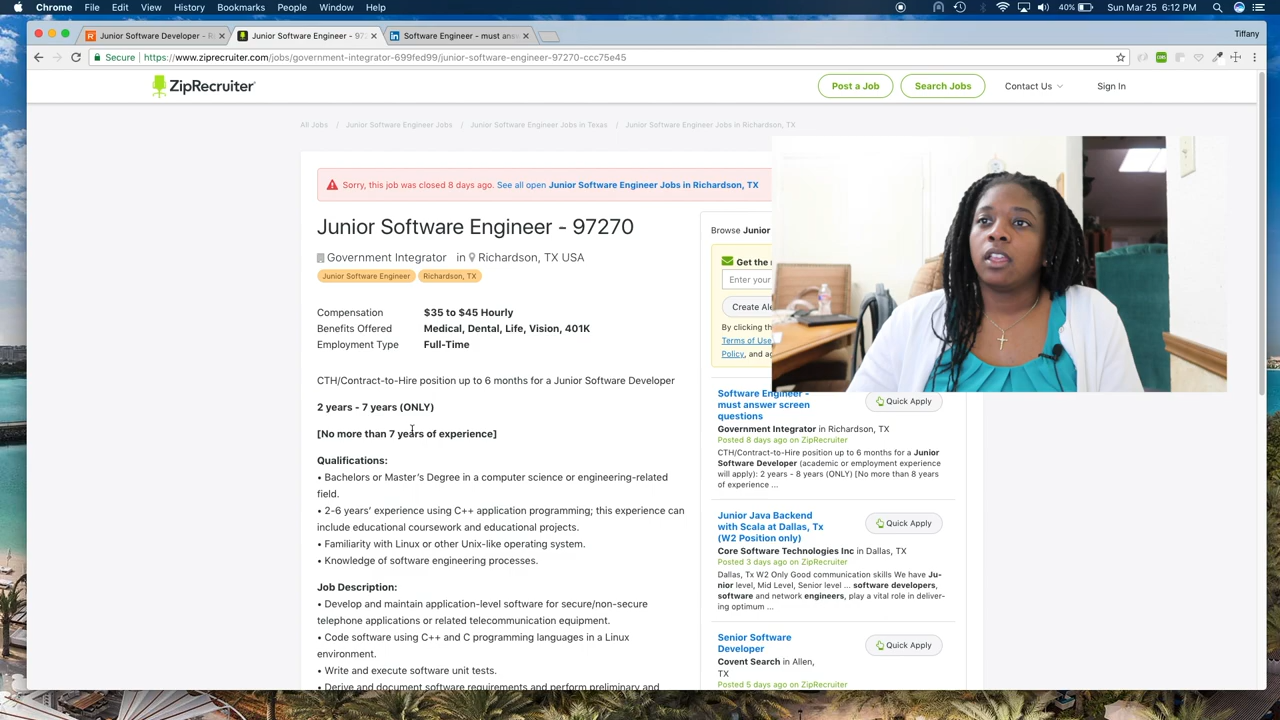 Chrome File Edit View History Bookmarks People Window Help
40% Mon Mar 26 6:12 PM
Junior Software Developer - R
Junior Software Engineer - 97
Software Engineer - must ans
Tiffany
Secure https://www.ziprecruiter.com/jobs/government-integrator-699fed99/junior-software-engineer-97270-ccc75e45
ZipRecruiter
Post a Job
Search Jobs
Contact Us
Sign In
All Jobs / Junior Software Engineer Jobs / Junior Software Engineer Jobs in Texas / Junior Software Engineer Jobs in Richardson, TX
Sorry, this job was closed 8 days ago. See all open Junior Software Engineer Jobs in Richardson, TX
Junior Software Engineer - 97270
Government Integrator in Richardson, TX USA
Junior Software Engineer Richardson, TX
Compensation $35 to $45 Hourly
Benefits Offered Medical, Dental, Life, Vision, 401K
Employment Type Full-Time
CTH/Contract-to-Hire position up to 6 months for a Junior Software Developer
2 years - 7 years (ONLY)
[No more than 7 years of experience]
Qualifications:
• Bachelors or Master's Degree in a computer science or engineering-related
field.
• 2-6 years' experience using C++ application programming; this experience can
include educational coursework and educational projects.
• Familiarity with Linux or other Unix-like operating system.
• Knowledge of software engineering processes.
Job Description:
• Develop and maintain application-level software for secure/non-secure
telephone applications or related telecommunication equipment.
• Code software using C++ and C programming languages in a Linux
environment.
• Write and execute software unit tests.
• Derive and document software requirements and perform preliminary and
Browse Junior
Get the
Enter your
Create Ale
By clicking th
Terms of Use
Policy, and ag
Software Engineer -
must answer screen
questions
Quick Apply
Government Integrator in Richardson, TX
Posted 8 days ago on ZipRecruiter
CTH/Contract-to-Hire position up to 6 months for a Junior
Software Developer (academic or employment experience
will apply): 2 years - 8 years (ONLY) [No more than 8 years
of experience ...
Junior Java Backend
with Scala at Dallas, Tx
(W2 Position only)
Quick Apply
Core Software Technologies Inc in Dallas, TX
Posted 3 days ago on ZipRecruiter
Dallas, Tx W2 Only Good communication skills We have Ju-
nior level, Mid Level, Senior level ... software developers,
software and network engineers, play a vital role in deliver-
ing optimum ...
Senior Software
Developer
Quick Apply
Covent Search in Allen,
TX
Posted 5 days ago on ZipRecruiter